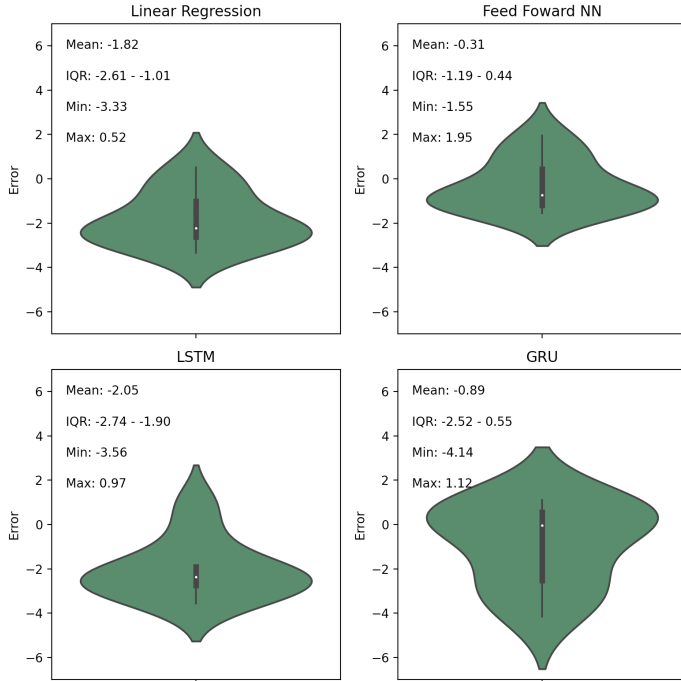 Linear Regression
6
4
2
0
−2
−4
−6
Error
Mean: -1.82
IQR: -2.61 - -1.01
Min: -3.33
Max: 0.52
Feed Foward NN
6
4
2
0
−2
−4
−6
Error
Mean: -0.31
IQR: -1.19 - 0.44
Min: -1.55
Max: 1.95
LSTM
6
4
2
0
−2
−4
−6
Error
Mean: -2.05
IQR: -2.74 - -1.90
Min: -3.56
Max: 0.97
GRU
6
4
2
0
−2
−4
−6
Error
Mean: -0.89
IQR: -2.52 - 0.55
Min: -4.14
Max: 1.12